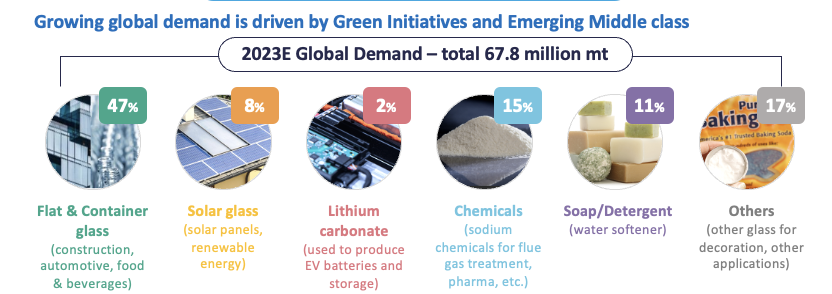 Growing global demand is driven by Green Initiatives and Emerging Middle class
2023E Global Demand – total 67.8 million mt
47%
8%
2%
15%
11%
17%
Pur
Baking
ica's #1 Trusted Baking Soda
Flat & Container
glass
(construction,
automotive, food
& beverages)
Solar glass
(solar panels,
renewable
energy)
Lithium
carbonate
(used to produce
EV batteries and
storage)
Chemicals
(sodium
chemicals for flue
gas treatment,
pharma, etc.)
Soap/Detergent
(water softener)
Others
(other glass for
decoration, other
applications)